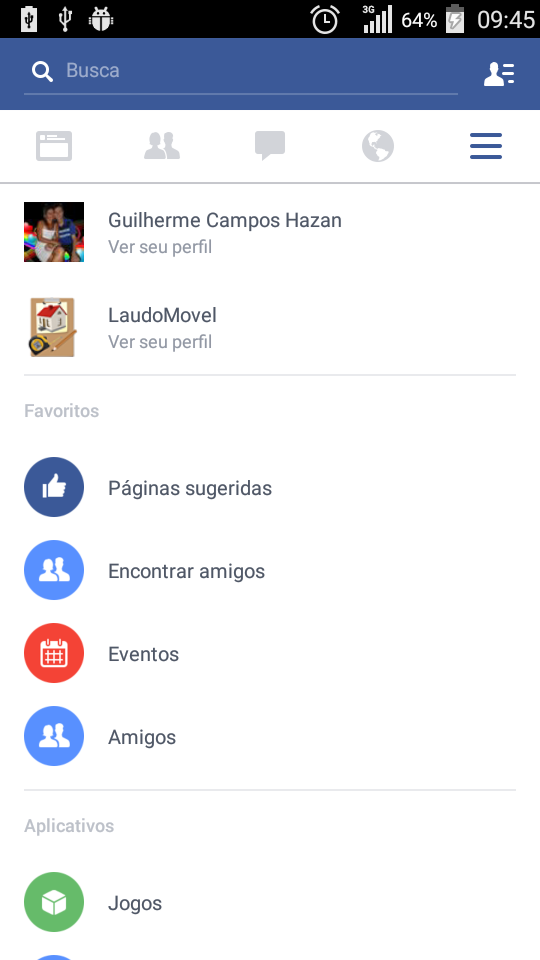 3G 64% 09:45
Busca
Guilherme Campos Hazan
Ver seu perfil
LaudoMovel
Ver seu perfil
Favoritos
Páginas sugeridas
Encontrar amigos
Eventos
Amigos
Aplicativos
Jogos